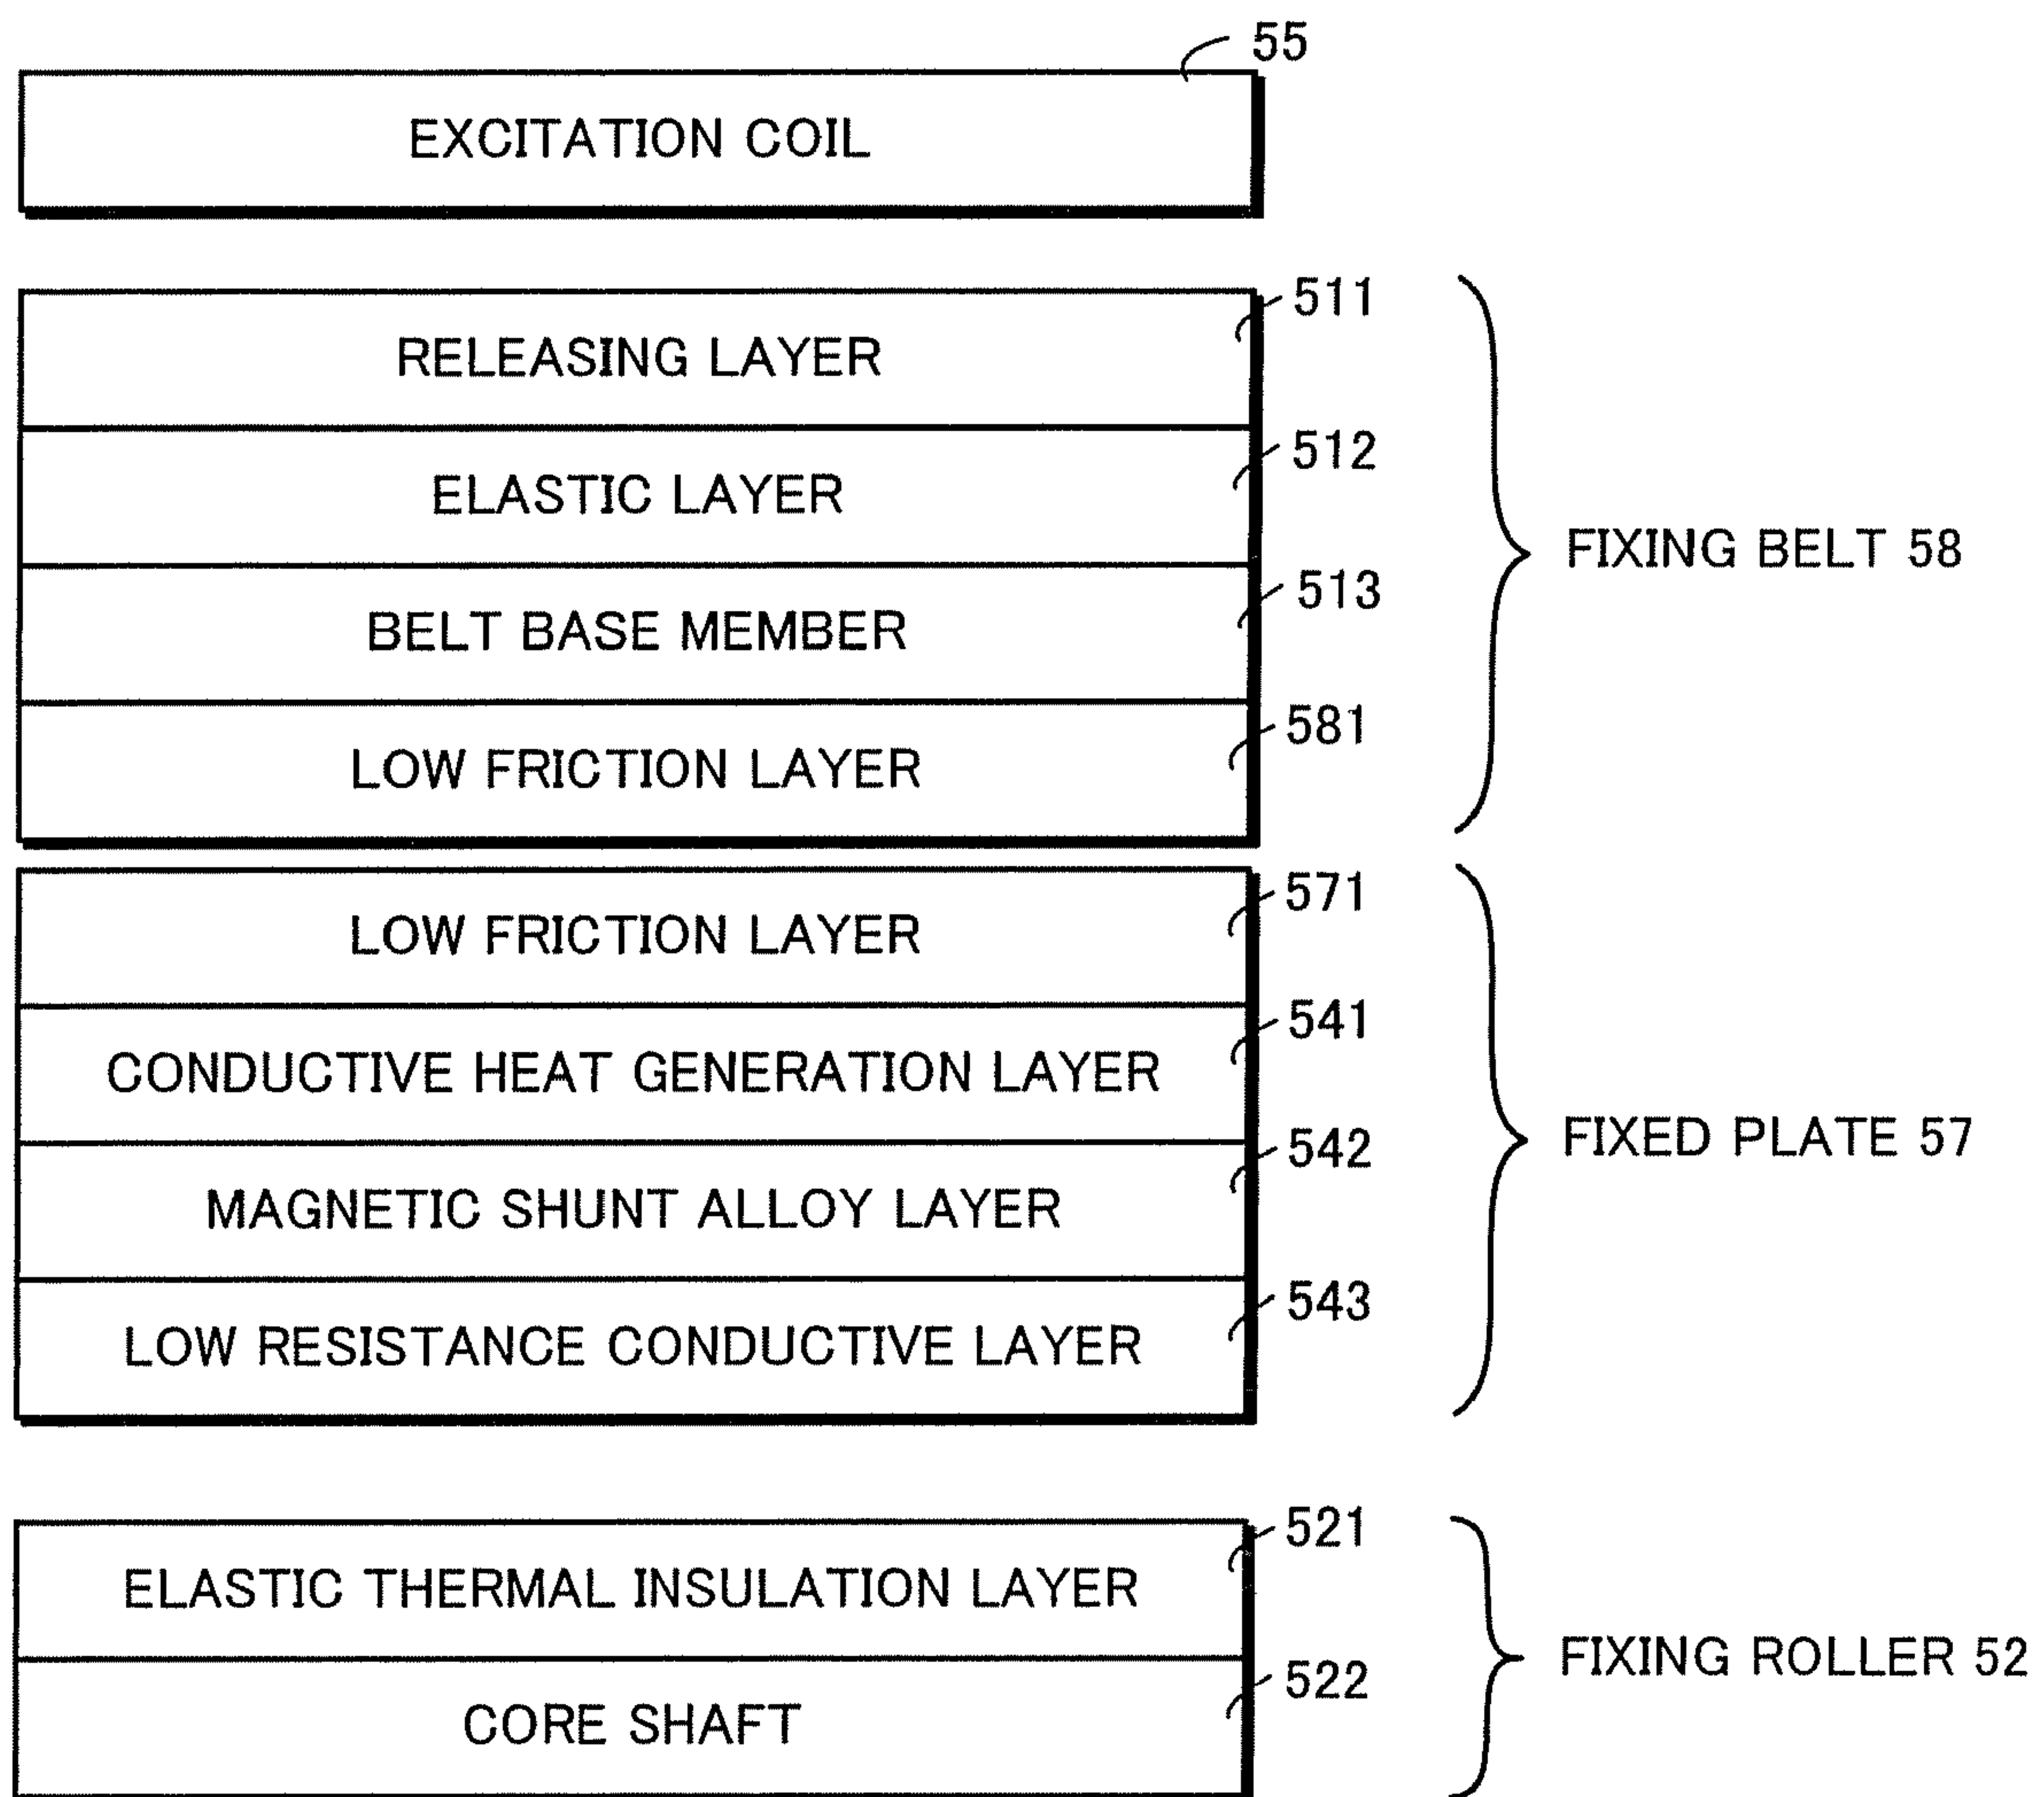 55
EXCITATION COIL
511
RELEASING LAYER
512
ELASTIC LAYER
FIXING BELT 58
513
BELT BASE MEMBER
581
LOW FRICTION LAYER
571
LOW FRICTION LAYER
541
CONDUCTIVE HEAT GENERATION LAYER
FIXED PLATE 57
542
MAGNETIC SHUNT ALLOY LAYER
543
LOW RESISTANCE CONDUCTIVE LAYER
521
ELASTIC THERMAL INSULATION LAYER
FIXING ROLLER 52
522
CORE SHAFT